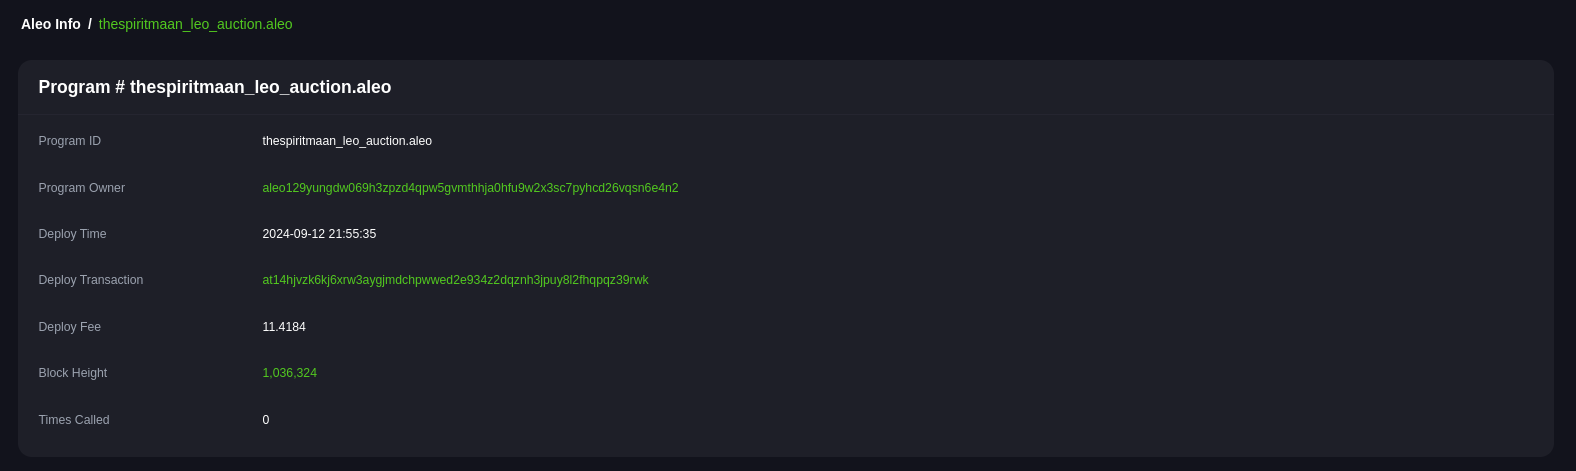 Aleo Info / thespiritmaan_leo_auction.aleo
Program # thespiritmaan_leo_auction.aleo
Program ID thespiritmaan_leo_auction.aleo
Program Owner aleo129yungdw069h3zpzd4qpw5gvmthhja0hfu9w2x3sc7pyhcd26vqsn6e4n2
Deploy Time 2024-09-12 21:55:35
Deploy Transaction at14hjvzk6kj6xrw3aygjmdchpwwed2e934z2dqznh3jpuy8l2fhqpqz39rwk
Deploy Fee 11.4184
Block Height 1,036,324
Times Called 0